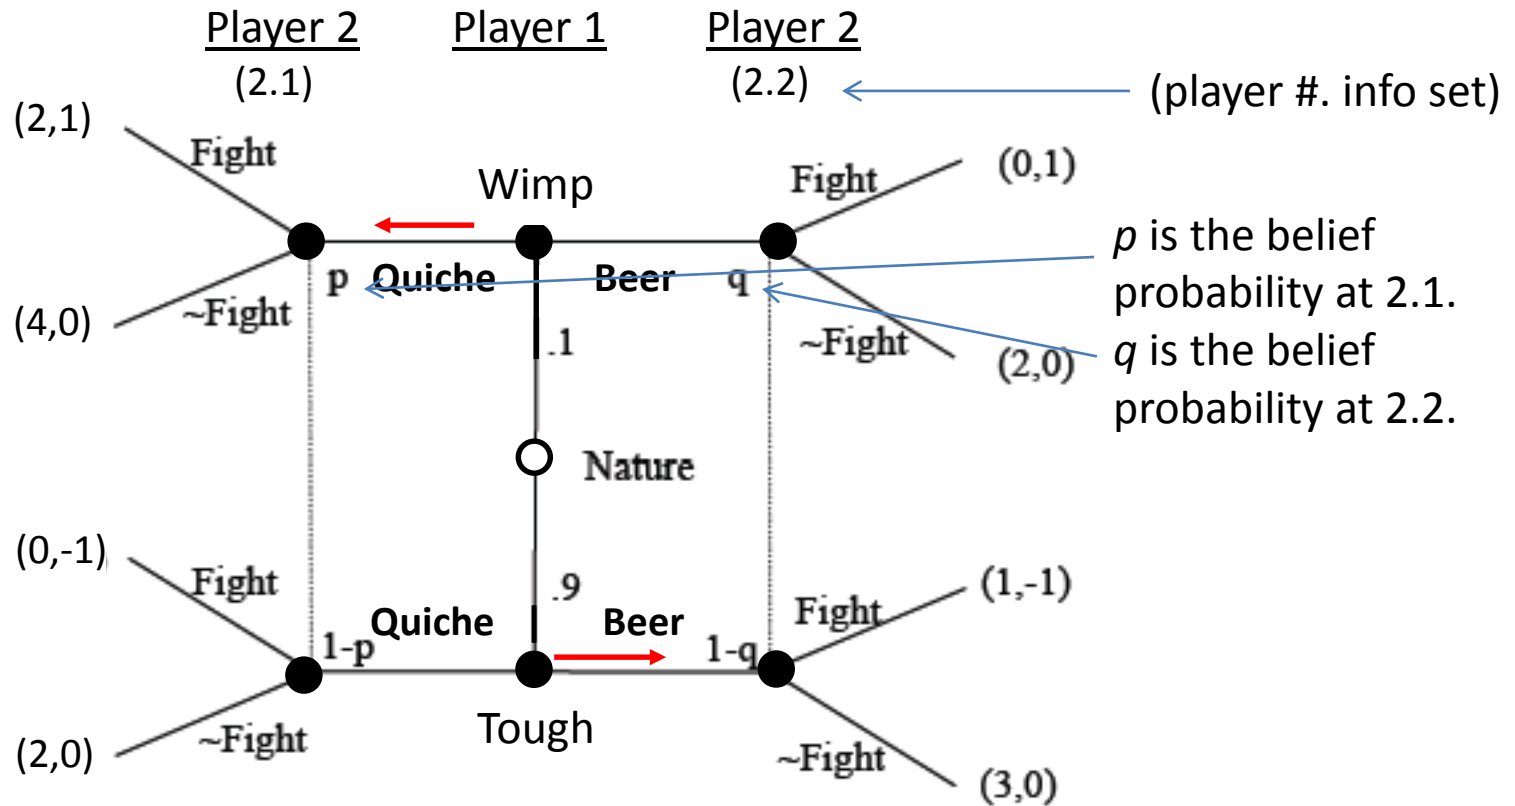 Player 2 Player 1 Player 2
(2.1) (2.2) (player #. info set)
(2,1) Fight Wimp Fight (0,1)
p Quiche Beer q
(4,0) ~Fight .1 ~Fight (2,0)
p is the belief
probability at 2.1.
q is the belief
probability at 2.2.
Nature
(0,-1) Fight .9 Fight (1,-1)
Quiche Beer
1-p 1-q
(2,0) ~Fight Tough ~Fight (3,0)